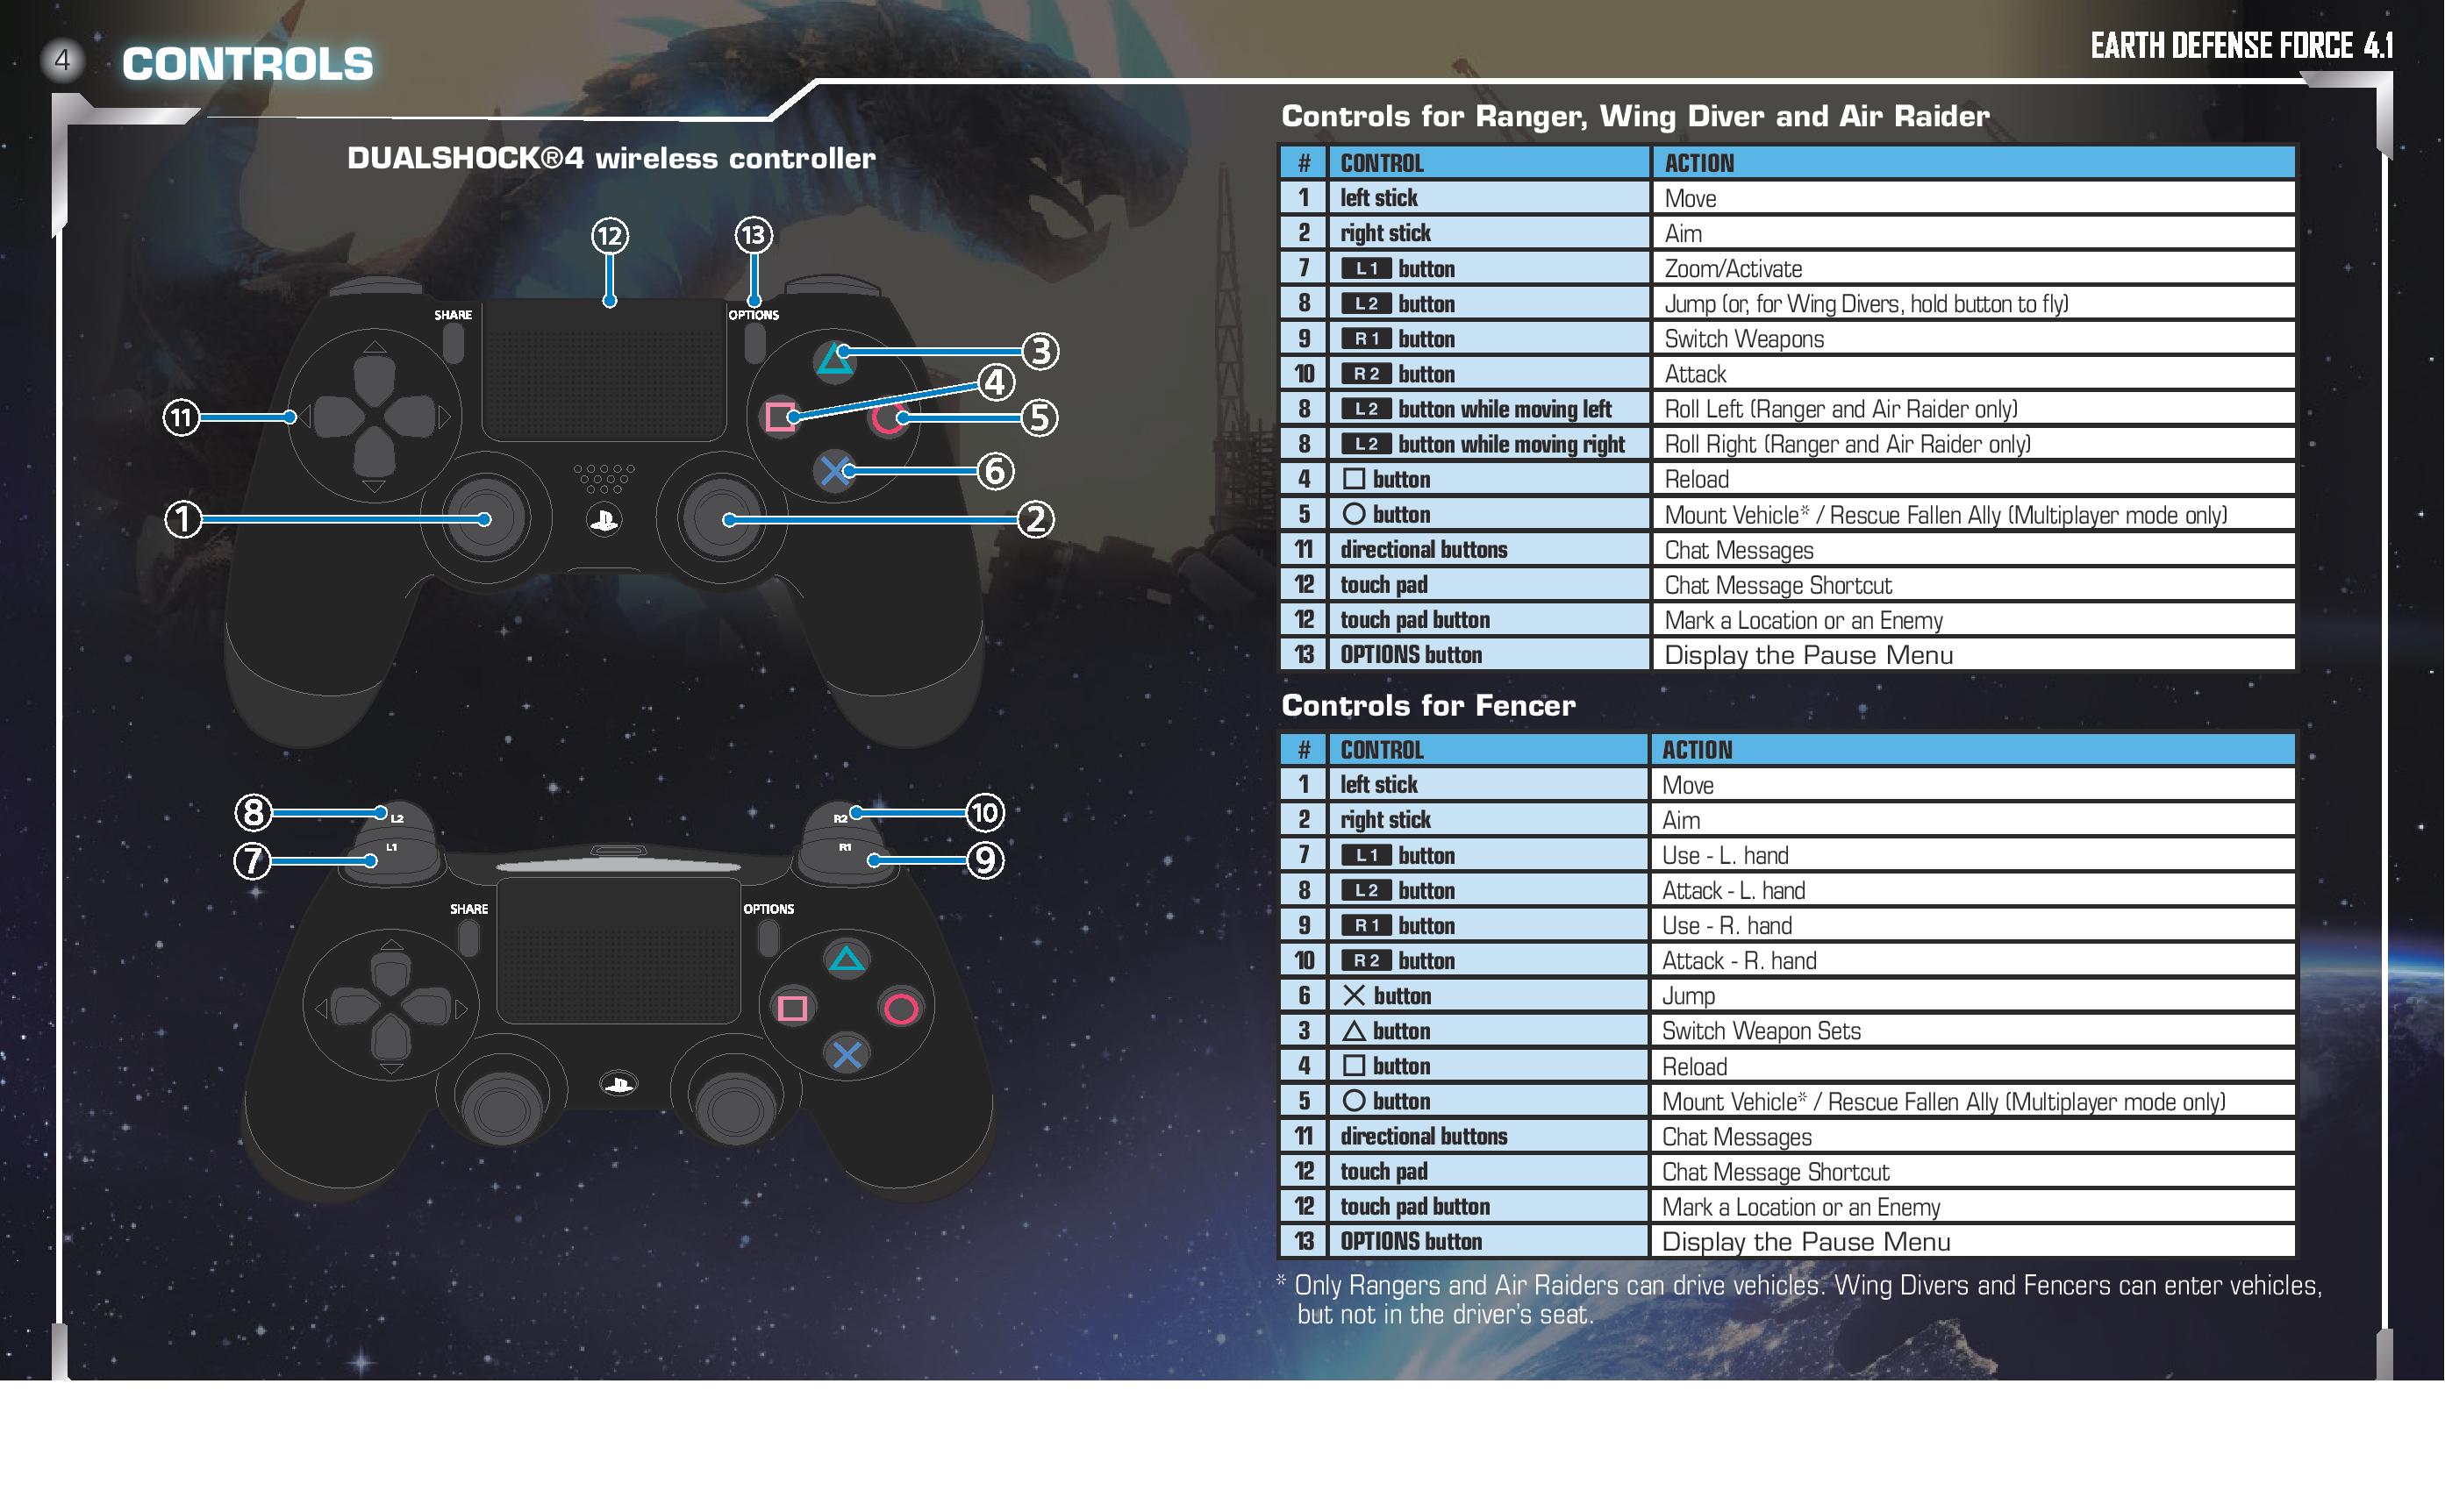 4 CONTROLS
EARTH DEFENSE FORCE 4.1
DUALSHOCK®4 wireless controller
12 13
SHARE OPTIONS
3
4
11 5
6
1 2
8 L2 R2 10
7 L1 R1 9
SHARE OPTIONS
Controls for Ranger, Wing Diver and Air Raider
# CONTROL ACTION
1 left stick Move
2 right stick Aim
7 L1 button Zoom/Activate
8 L2 button Jump (or, for Wing Divers, hold button to fly)
9 R1 button Switch Weapons
10 R2 button Attack
8 L2 button while moving left Roll Left (Ranger and Air Raider only)
8 L2 button while moving right Roll Right (Ranger and Air Raider only)
4 □ button Reload
5 ○ button Mount Vehicle* / Rescue Fallen Ally (Multiplayer mode only)
11 directional buttons Chat Messages
12 touch pad Chat Message Shortcut
12 touch pad button Mark a Location or an Enemy
13 OPTIONS button Display the Pause Menu
Controls for Fencer
# CONTROL ACTION
1 left stick Move
2 right stick Aim
7 L1 button Use - L. hand
8 L2 button Attack - L. hand
9 R1 button Use - R. hand
10 R2 button Attack - R. hand
6 ✕ button Jump
3 △ button Switch Weapon Sets
4 □ button Reload
5 ○ button Mount Vehicle* / Rescue Fallen Ally (Multiplayer mode only)
11 directional buttons Chat Messages
12 touch pad Chat Message Shortcut
12 touch pad button Mark a Location or an Enemy
13 OPTIONS button Display the Pause Menu
* Only Rangers and Air Raiders can drive vehicles. Wing Divers and Fencers can enter vehicles,
but not in the driver's seat.